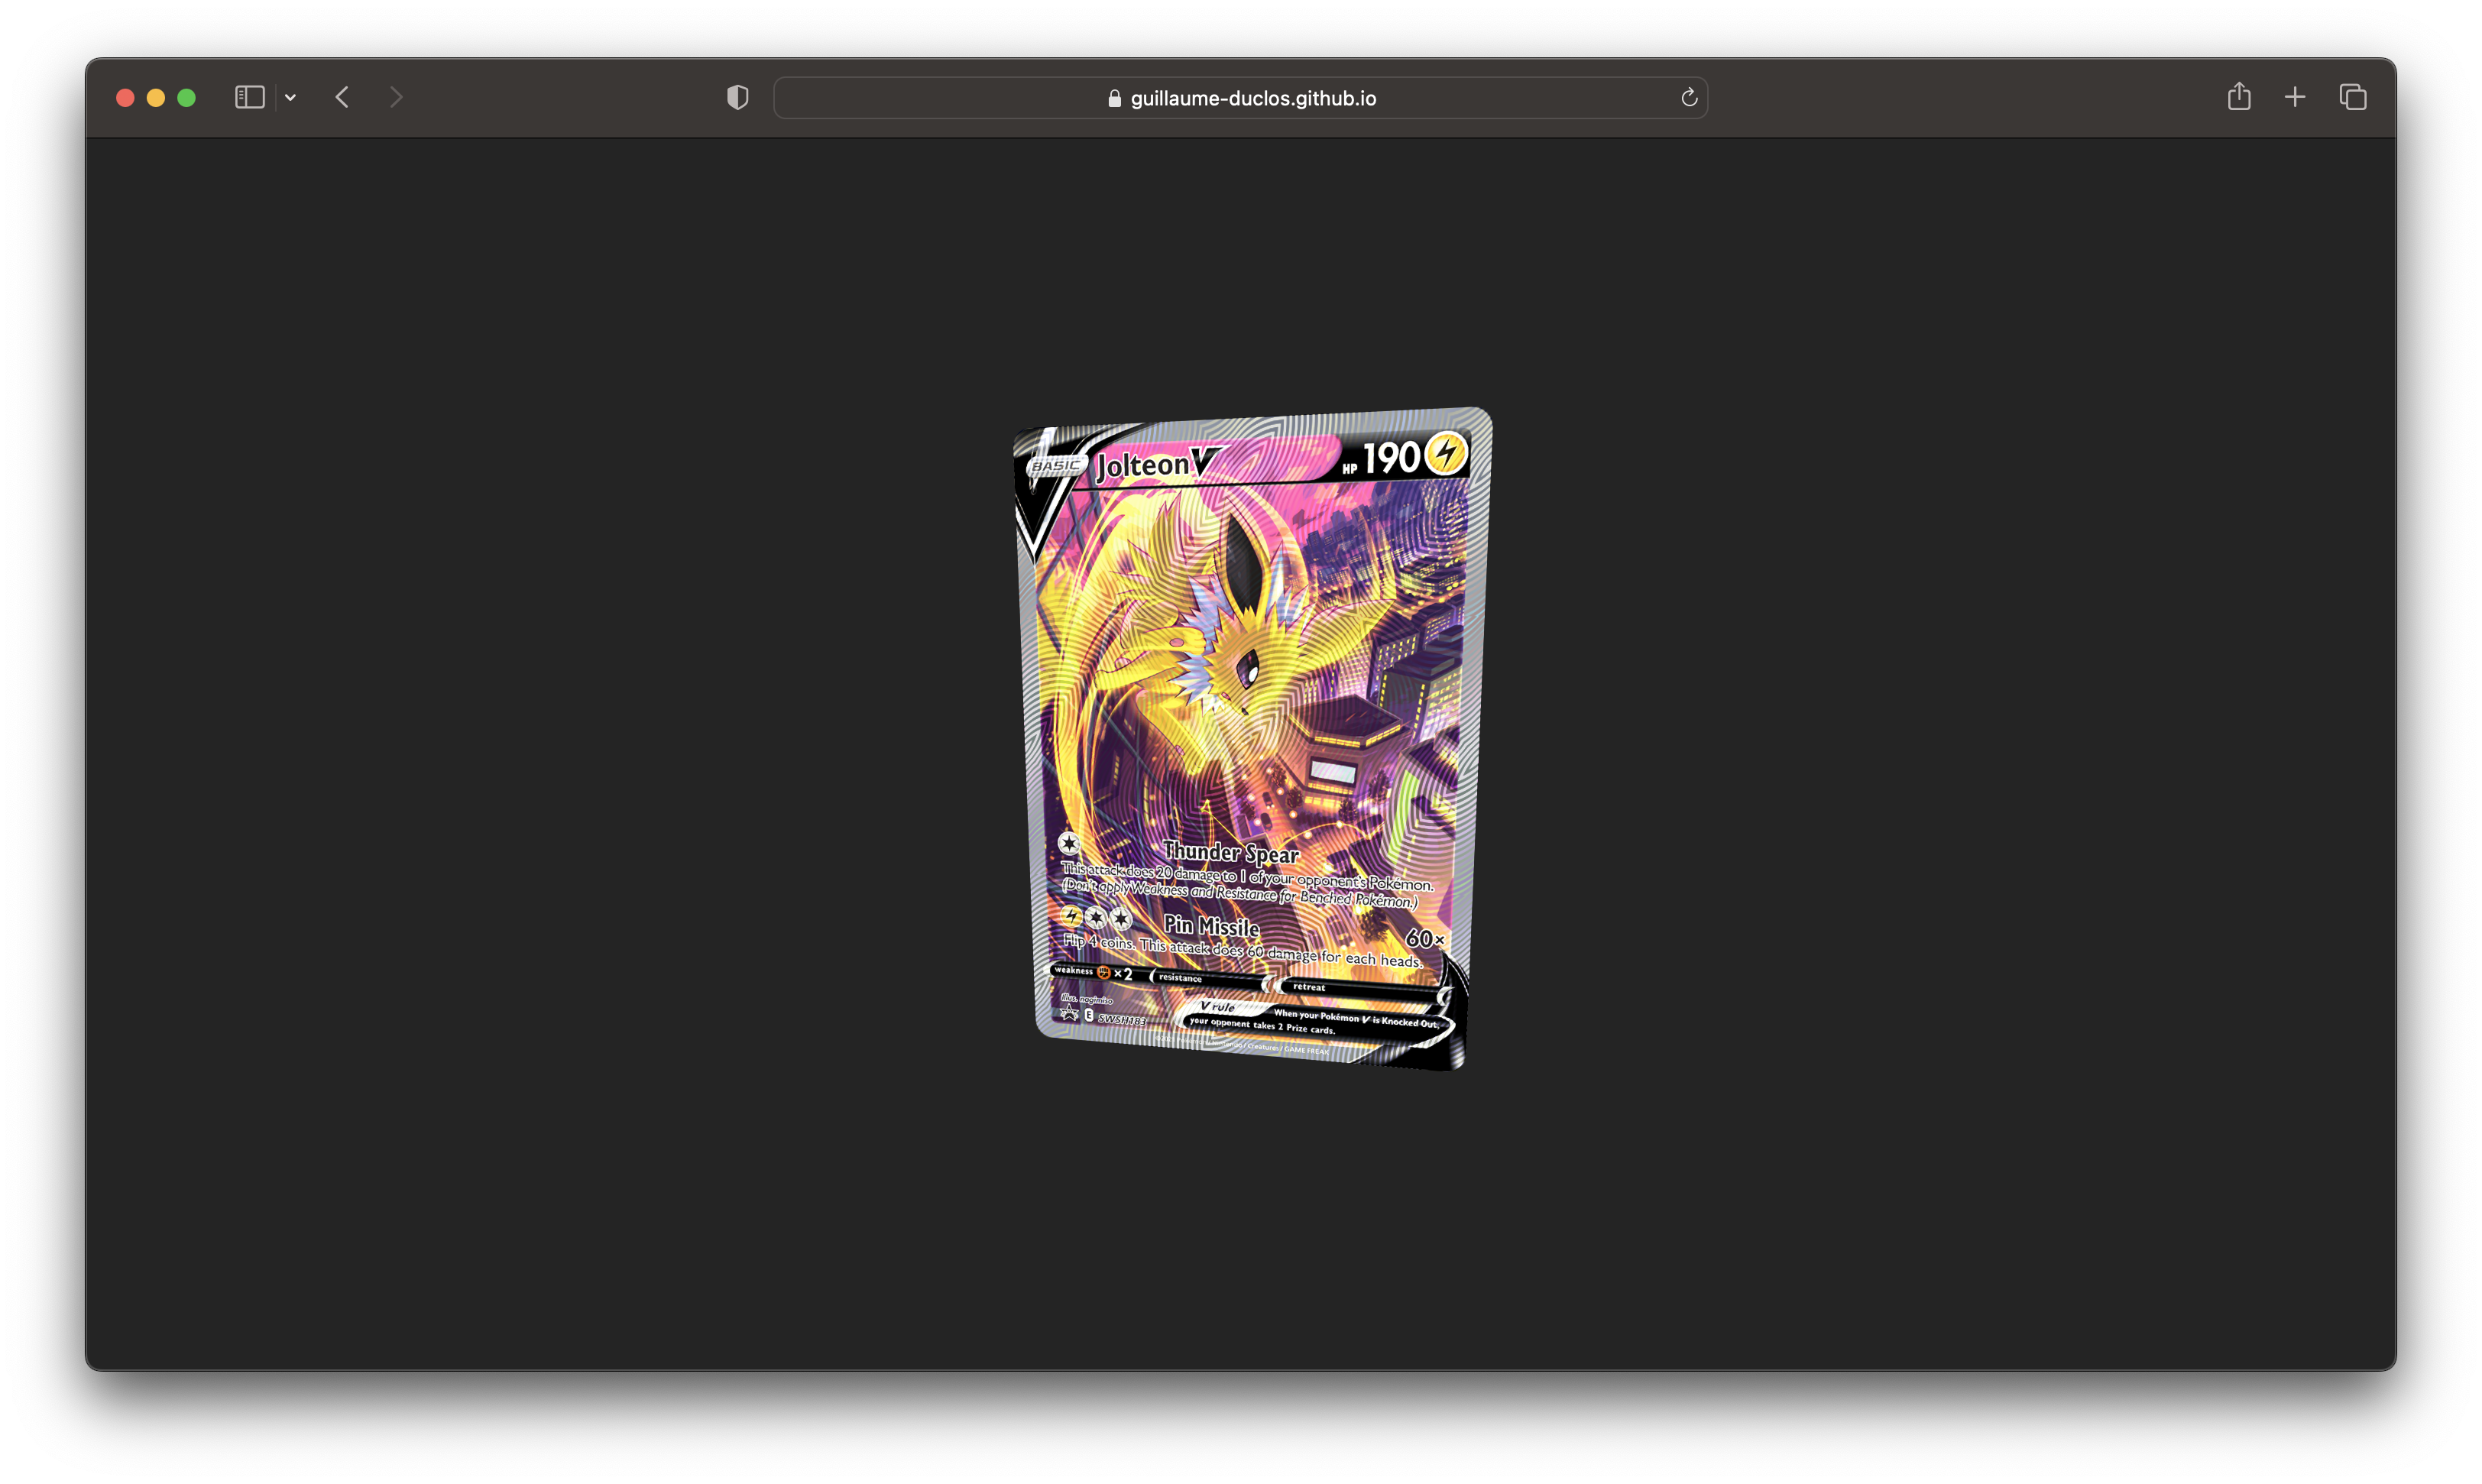 guillaume-duclos.github.io
BASIC
Jolteon V
HP 190
Thunder Spear
This attack does 20 damage to 1 of your opponent's Pokémon.
(Don't apply Weakness and Resistance for Benched Pokémon.)
Pin Missile 60×
Flip 4 coins. This attack does 60 damage for each heads.
weakness ×2 resistance retreat
Illus. nagimiso
E SWSH183
V rule When your Pokémon V is Knocked Out,
your opponent takes 2 Prize cards.
/ Creatures / GAME FREAK